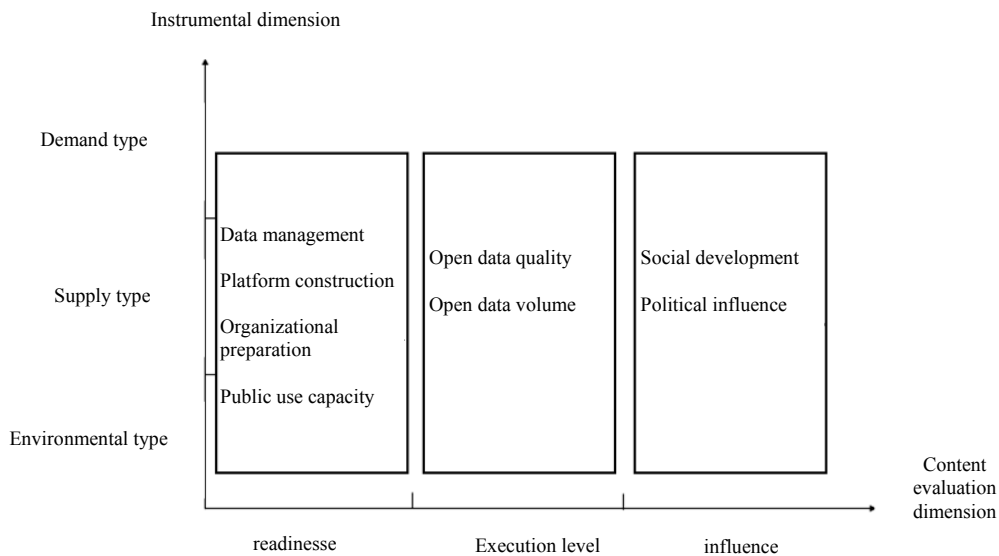 Instrumental dimension
Demand type
Supply type
Environmental type
Data management
Platform construction
Organizational
preparation
Public use capacity
Open data quality
Open data volume
Social development
Political influence
Content
evaluation
dimension
readinesse
Execution level
influence